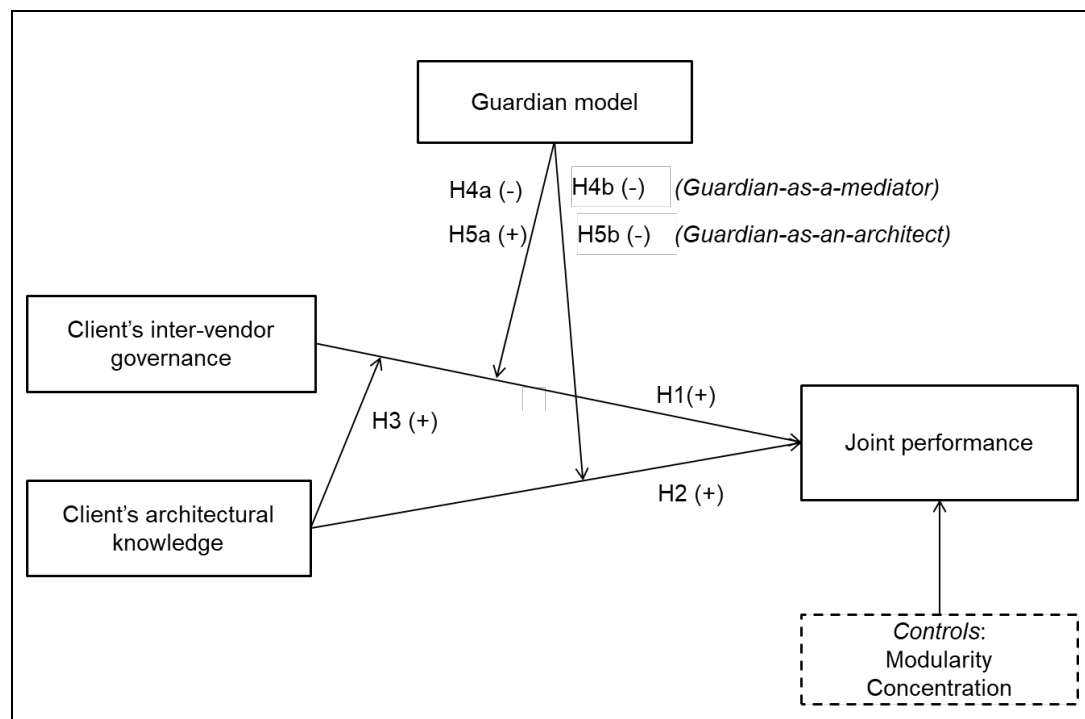 Guardian model
H4a (-)
H4b (-)
(Guardian-as-a-mediator)
H5a (+)
H5b (-)
(Guardian-as-an-architect)
Client’s inter-vendor
governance
H1(+)
H3 (+)
Joint performance
Client’s architectural
knowledge
H2 (+)
Controls:
Modularity
Concentration